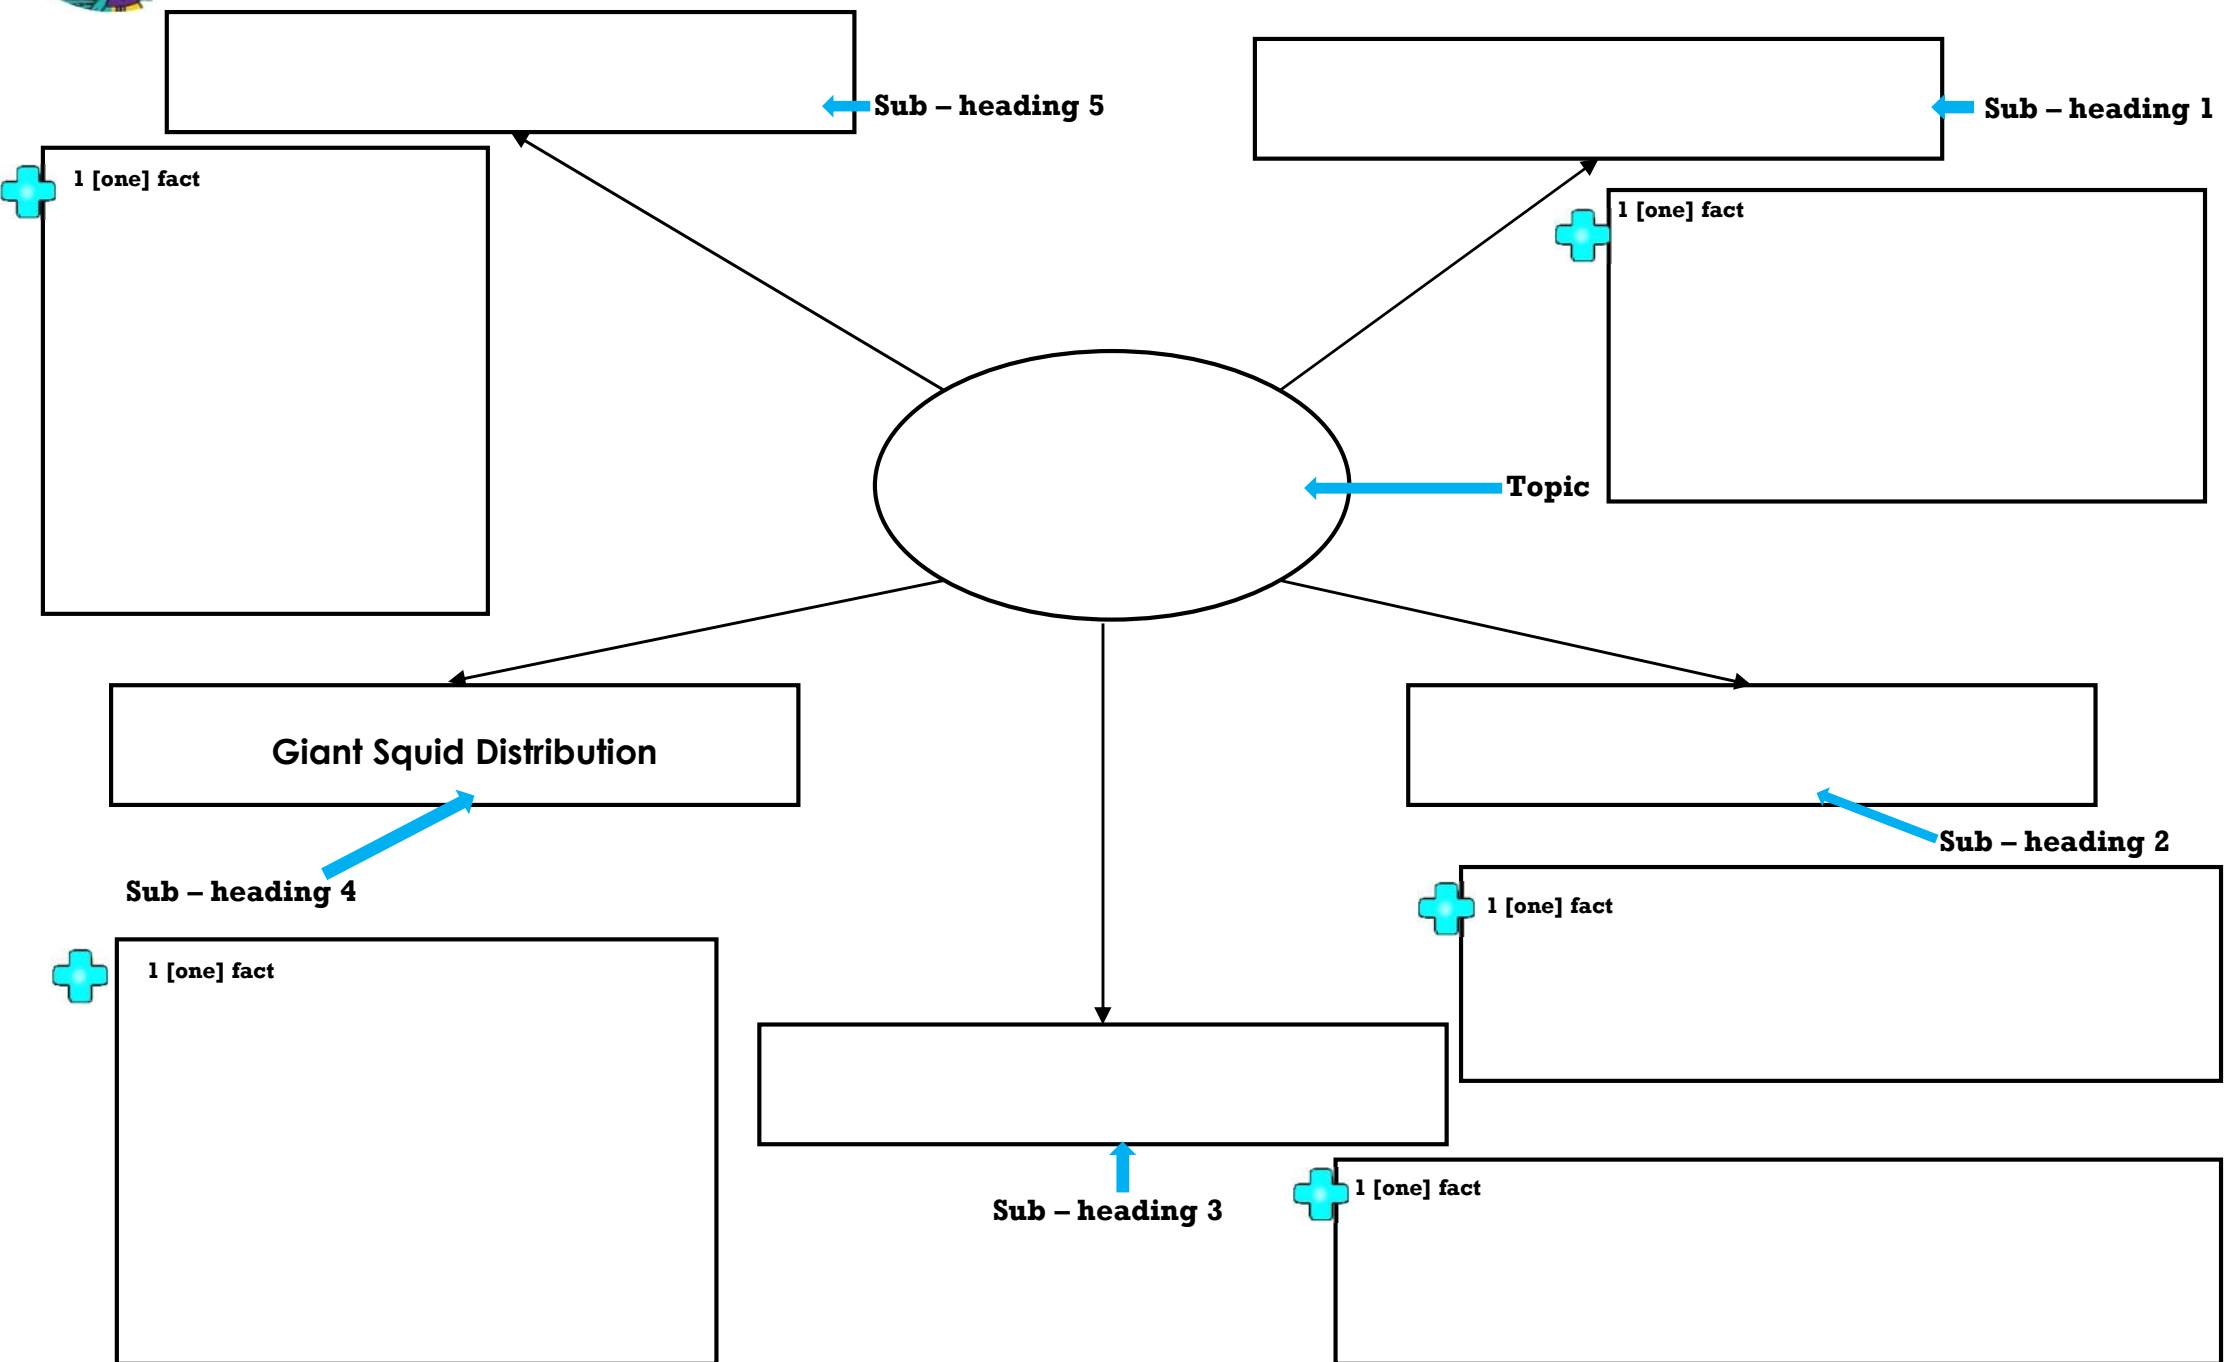 Sub – heading 5
Sub – heading 1
1 [one] fact
1 [one] fact
Topic
Giant Squid Distribution
Sub – heading 2
Sub – heading 4
1 [one] fact
1 [one] fact
1 [one] fact
Sub – heading 3